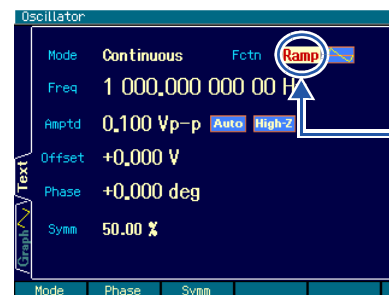 Oscillator
Mode Continuous Fctn Ramp
Freq 1 000.000 000 00 H
Amptd 0.100 Vp-p Auto High-Z
Offset +0.000 V
Phase +0.000 deg
Symm 50.00 %
Text
Graph
Mode Phase Symm